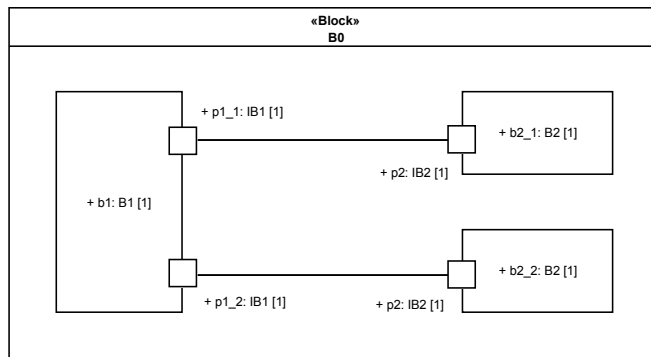 «Block»
B0
+ p1_1: IB1 [1]
+ b2_1: B2 [1]
+ p2: IB2 [1]
+ b1: B1 [1]
+ b2_2: B2 [1]
+ p1_2: IB1 [1]
+ p2: IB2 [1]